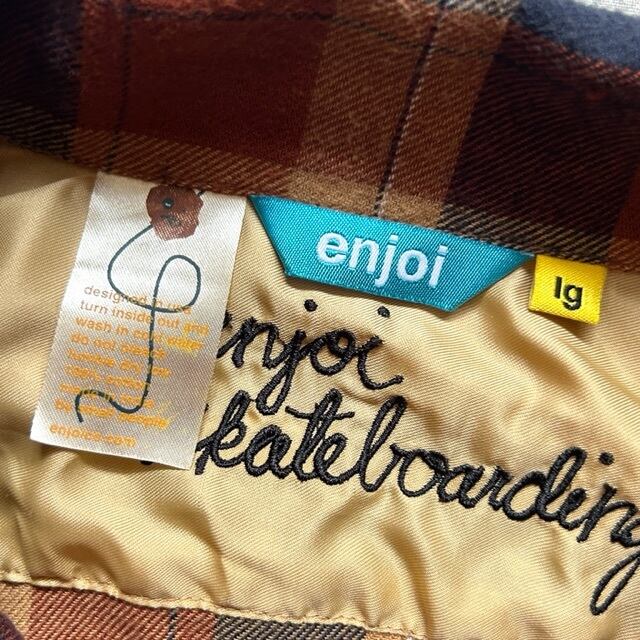 enjoi
lg
enjoi
skateboarding
designed in usa
turn inside out and
wash in cold water
do not bleach
enjoico.com